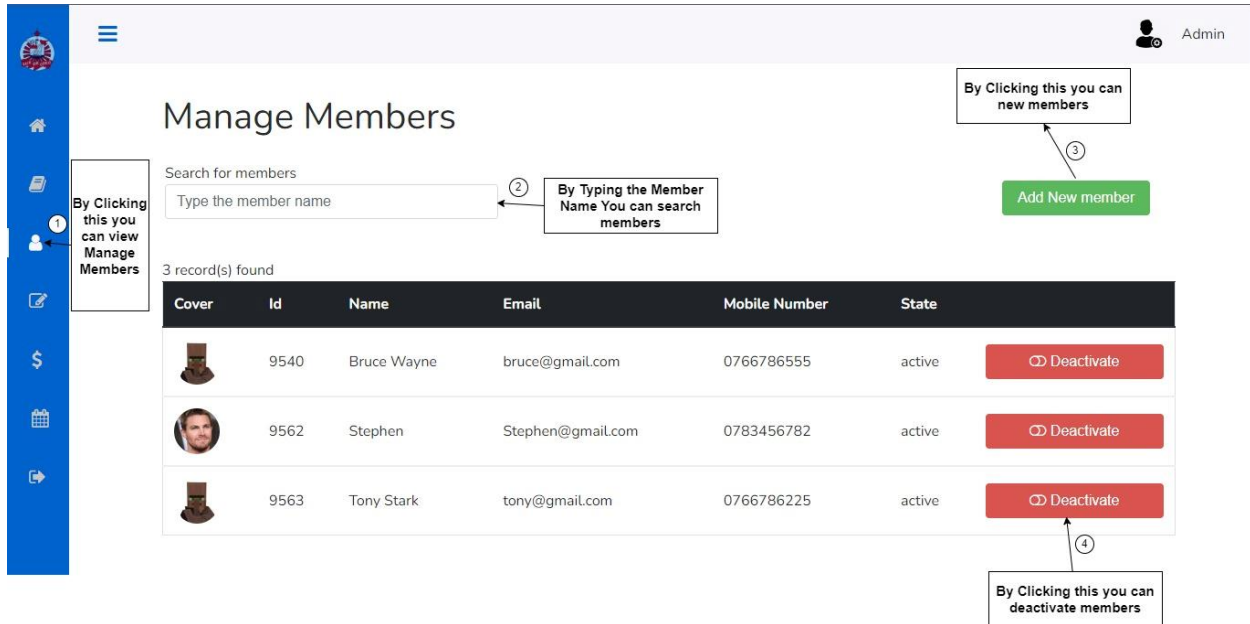 Admin
By Clicking this you can
new members
Manage Members
3
Search for members
Type the member name
2
By Typing the Member
Name You can search
members
Add New member
1
By Clicking
this you
can view
Manage
Members
3 record(s) found
Cover Id Name Email Mobile Number State
9540 Bruce Wayne bruce@gmail.com 0766786555 active Deactivate
9562 Stephen Stephen@gmail.com 0783456782 active Deactivate
9563 Tony Stark tony@gmail.com 0766786225 active Deactivate
4
By Clicking this you can
deactivate members